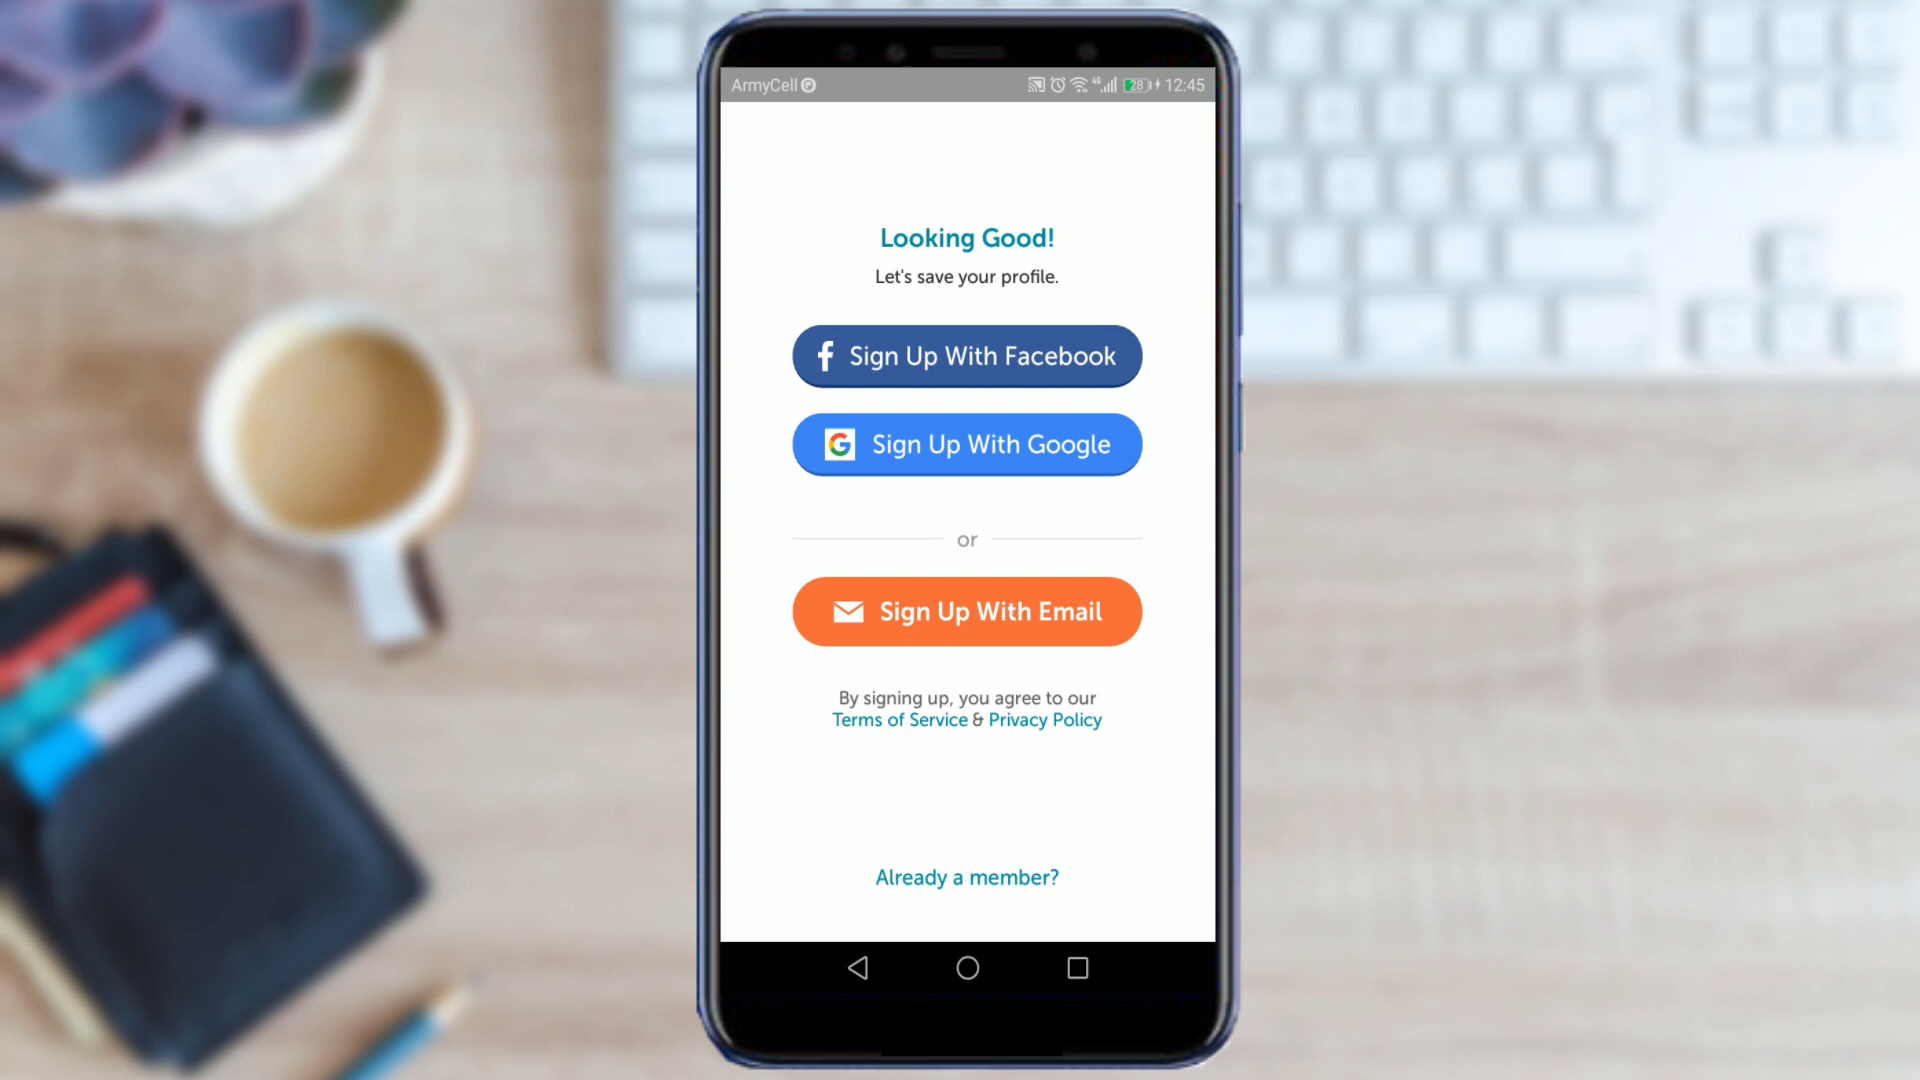 ArmyCell 4G 28 12:45
Looking Good!
Let's save your profile.
f Sign Up With Facebook
G Sign Up With Google
or
Sign Up With Email
By signing up, you agree to our
Terms of Service & Privacy Policy
Already a member?